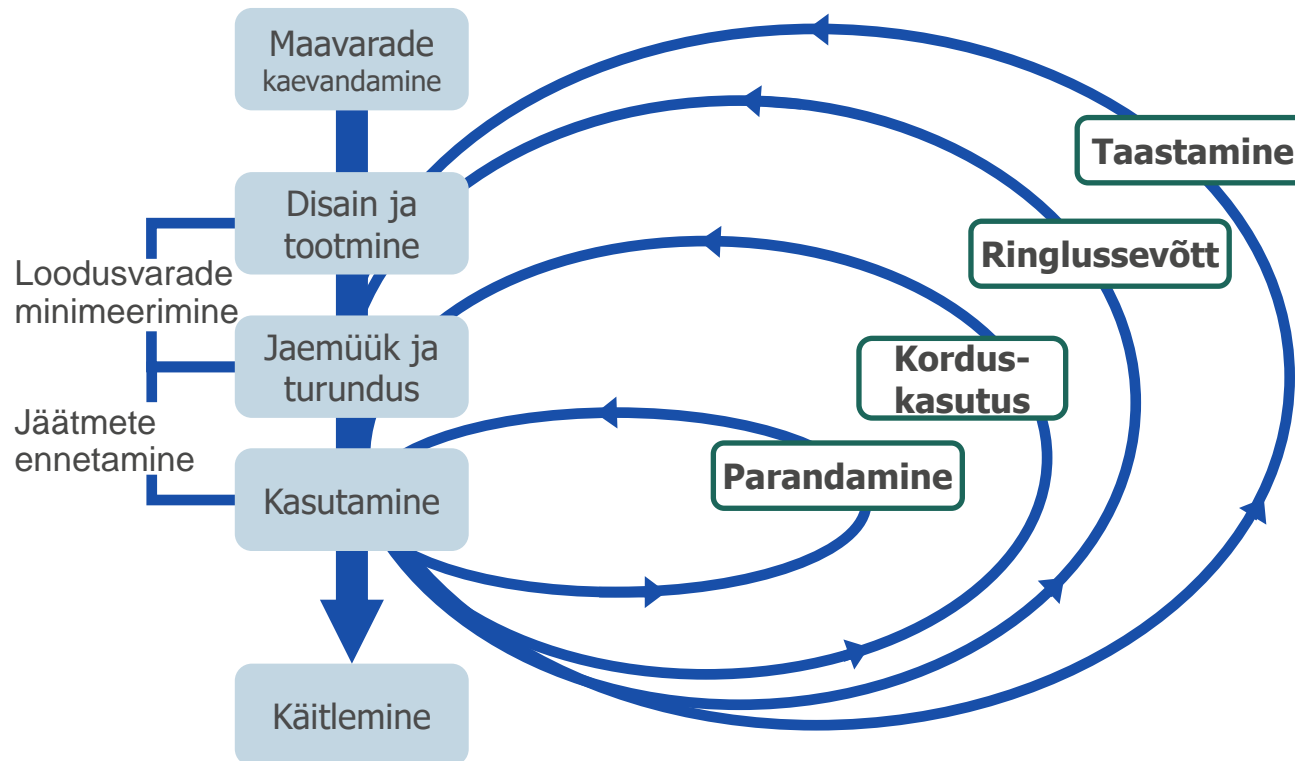 Maavarade
kaevandamine
Disain ja
tootmine
Jaemüük ja
turundus
Kasutamine
Käitlemine
Loodusvarade
minimeerimine
Jäätmete
ennetamine
Taastamine
Ringlussevõtt
Kordus-
kasutus
Parandamine